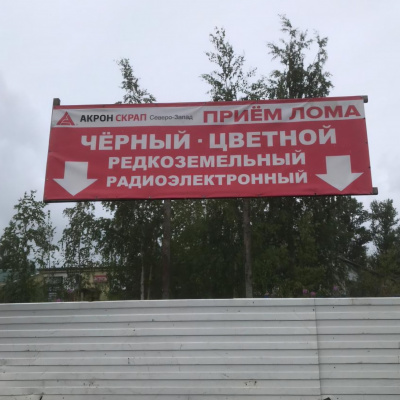 АКРОН СКРАП Северо-Запад ПРИЁМ ЛОМА
ЧЁРНЫЙ · ЦВЕТНОЙ
РЕДКОЗЕМЕЛЬНЫЙ
РАДИОЭЛЕКТРОННЫЙ